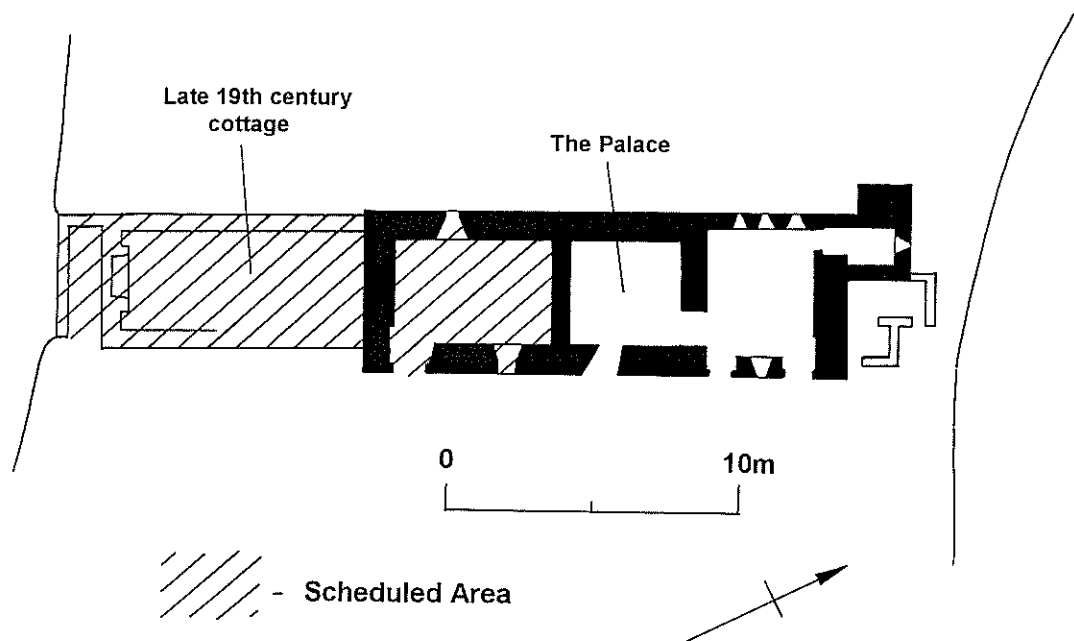 Late 19th century
cottage
The Palace
0 10m
- Scheduled Area